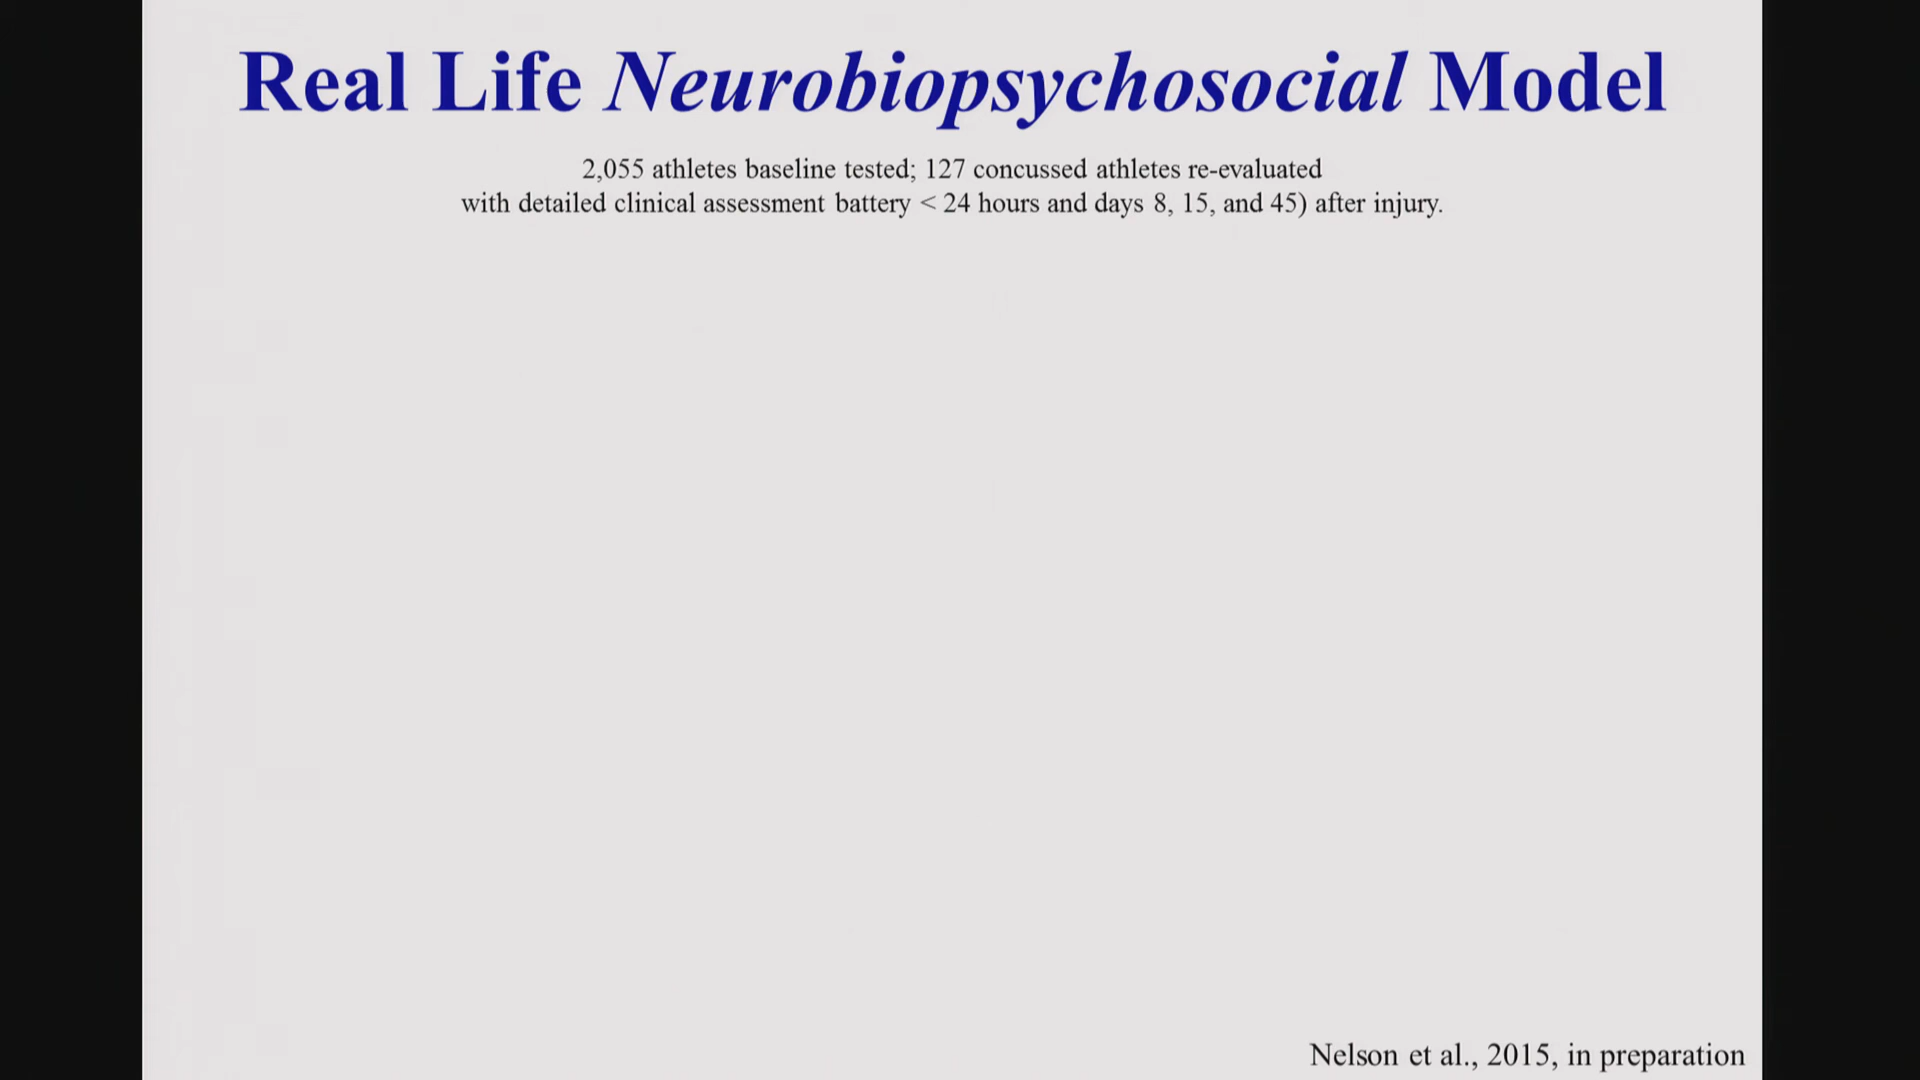 Real Life Neurobiopsychosocial Model
2,055 athletes baseline tested; 127 concussed athletes re-evaluated
with detailed clinical assessment battery < 24 hours and days 8, 15, and 45) after injury.
Nelson et al., 2015, in preparation